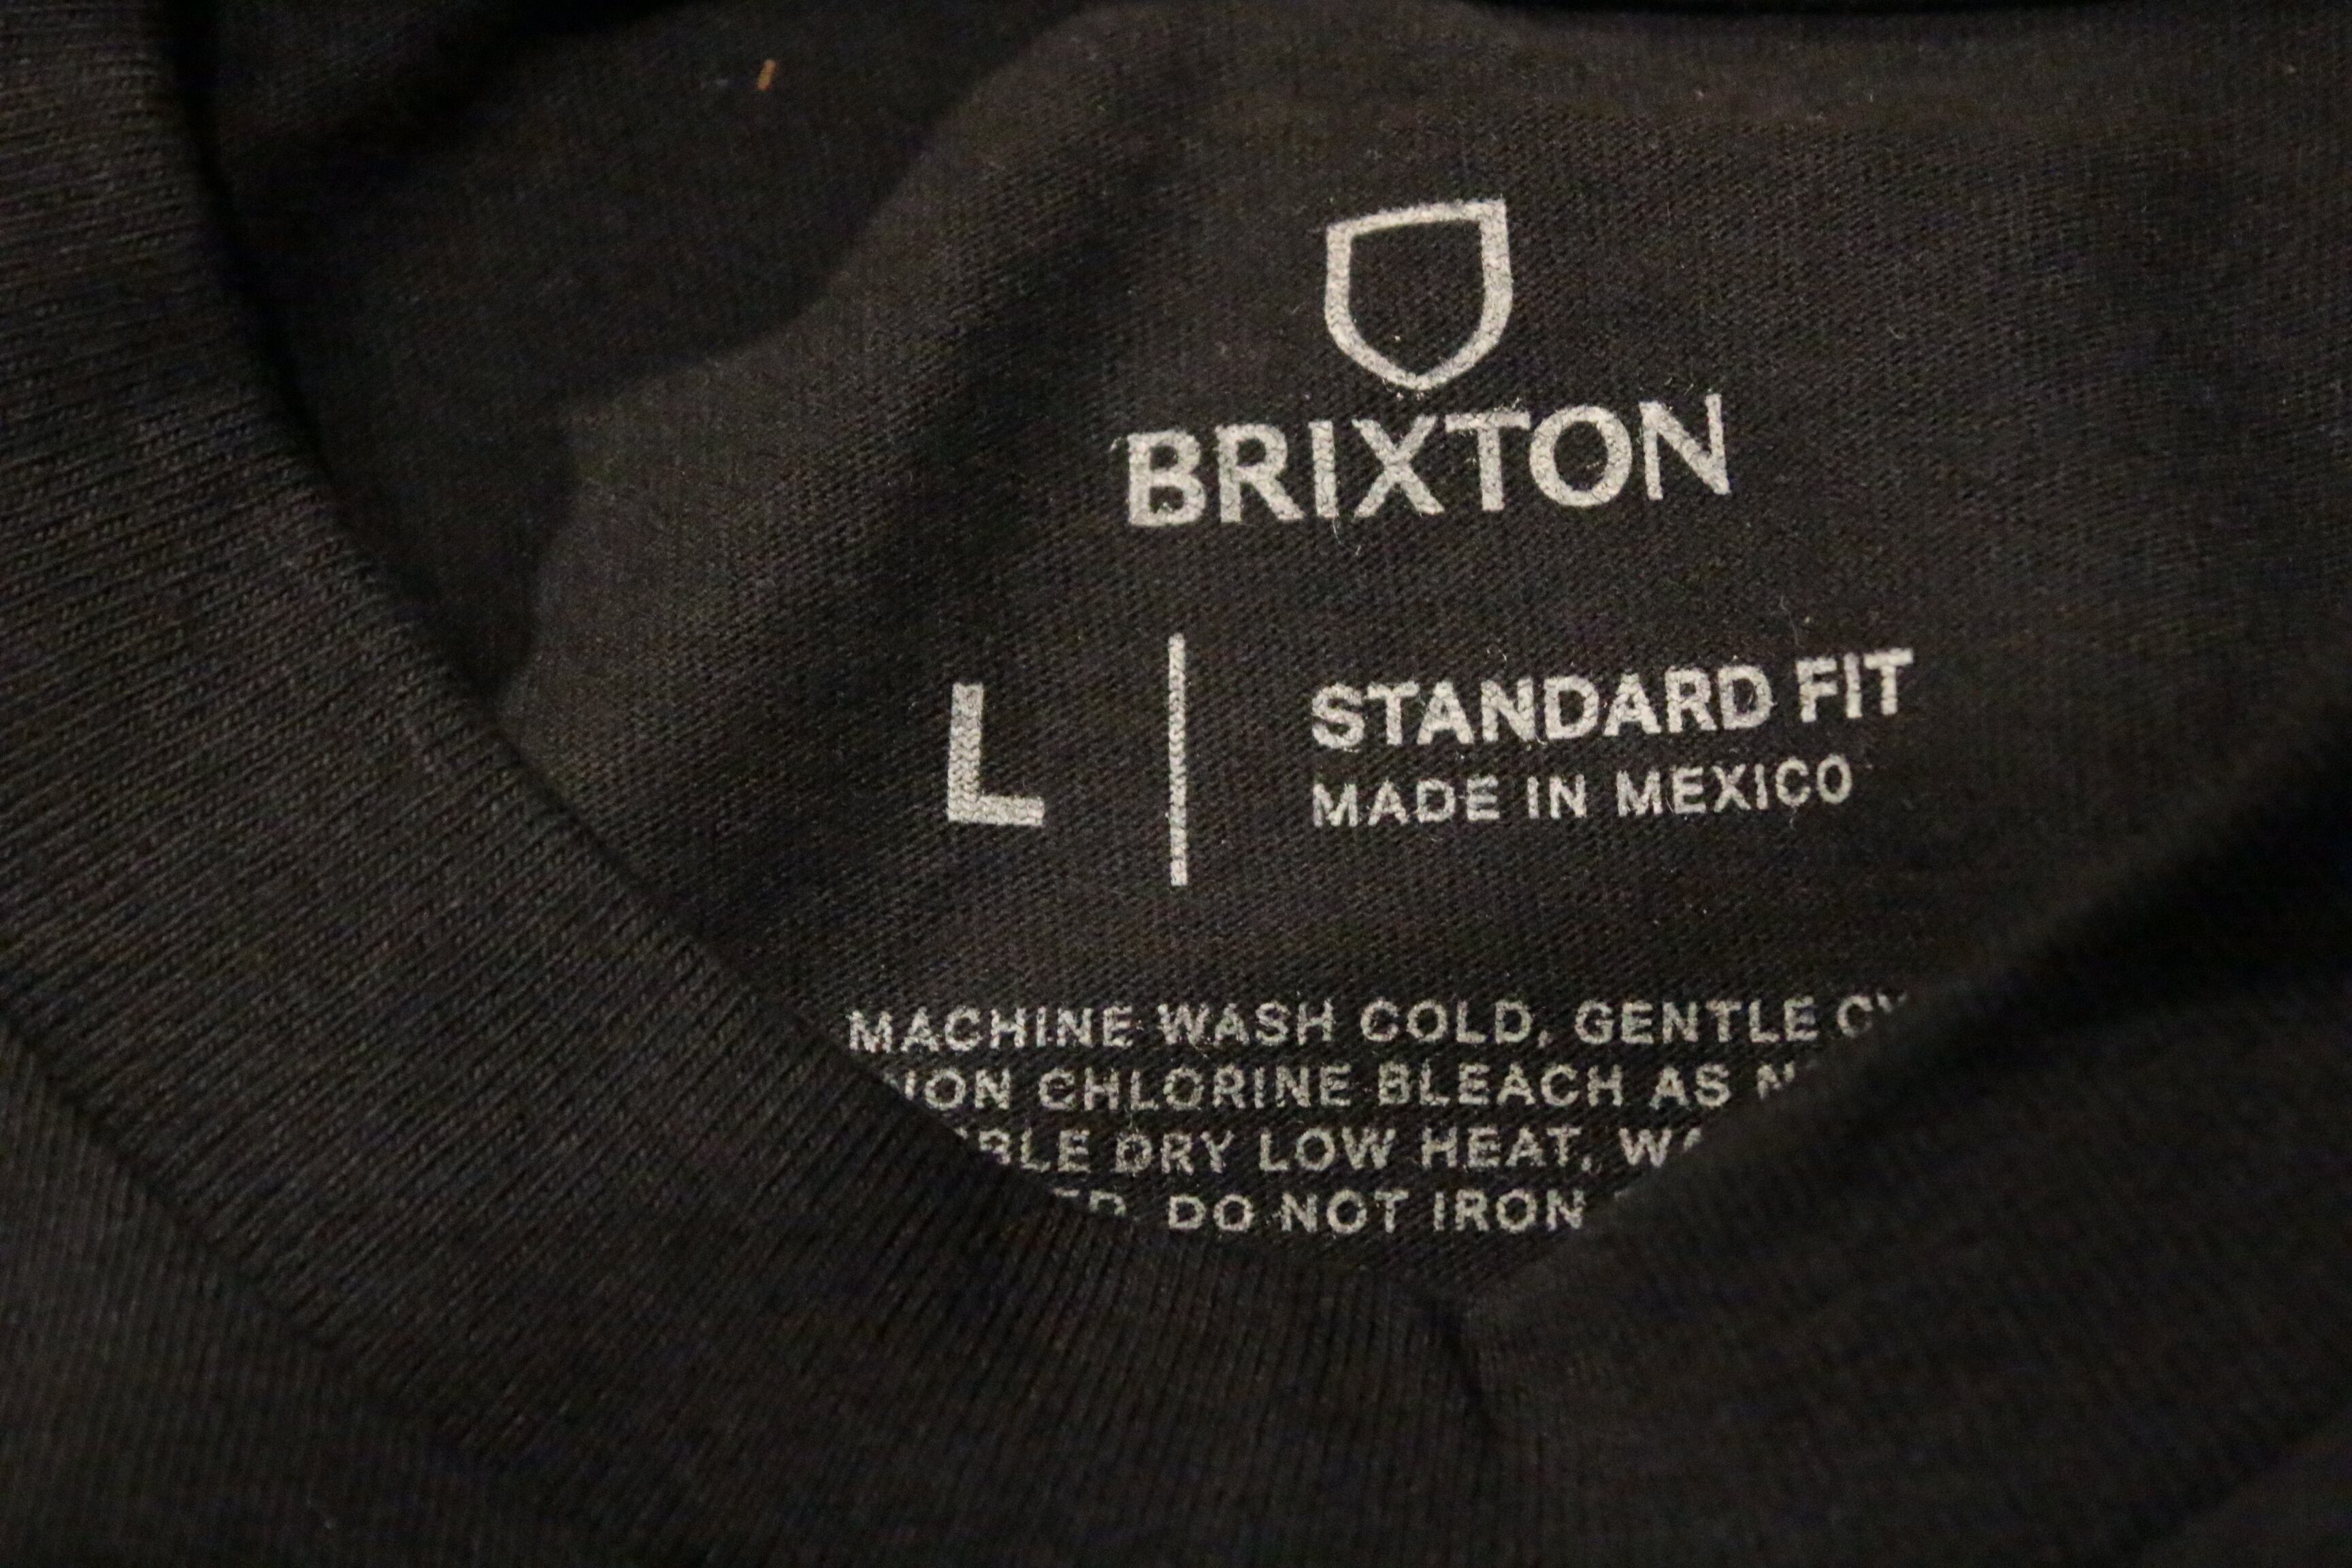 BRIXTON
L
STANDARD FIT
MADE IN MEXICO
MACHINE WASH COLD, GENTLE
CHLORINE BLEACH AS
DRY LOW HEAT,
DO NOT IRON